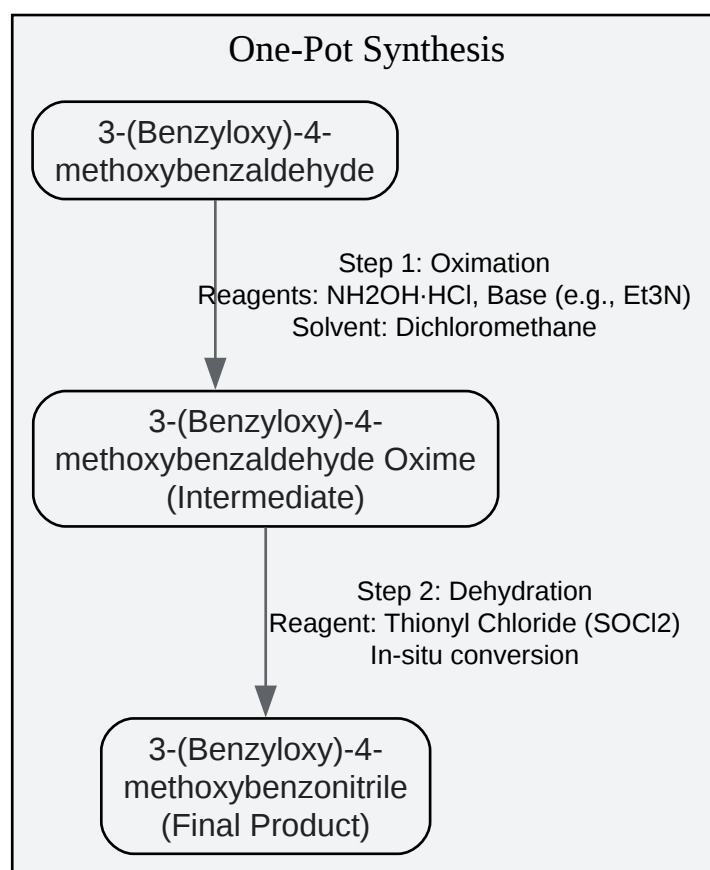 One-Pot Synthesis
3-(Benzyloxy)-4-
methoxybenzaldehyde
Step 1: Oximation
Reagents: NH2OH·HCl, Base (e.g., Et3N)
Solvent: Dichloromethane
3-(Benzyloxy)-4-
methoxybenzaldehyde Oxime
(Intermediate)
Step 2: Dehydration
Reagent: Thionyl Chloride (SOCl2)
In-situ conversion
3-(Benzyloxy)-4-
methoxybenzonitrile
(Final Product)